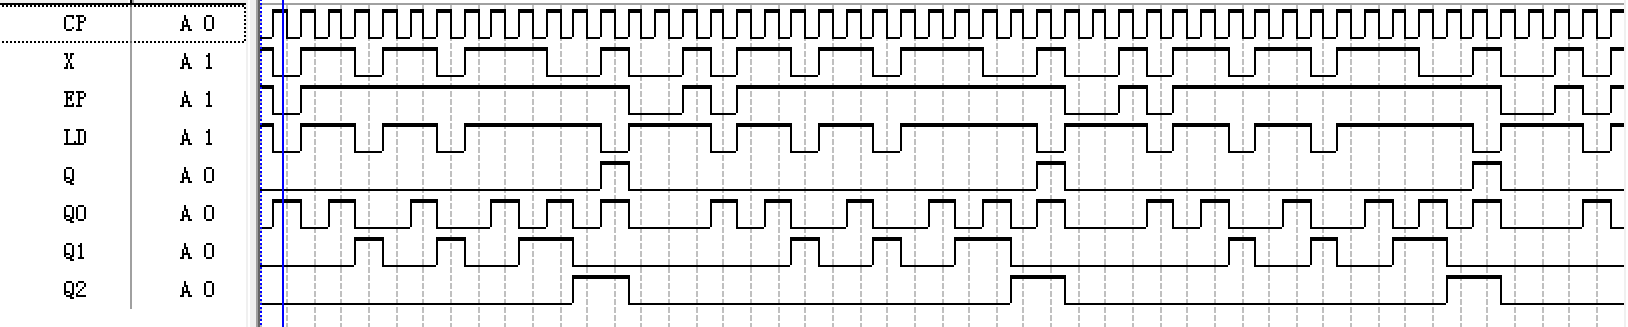 CP A 0
X A 1
EP A 1
LD A 1
Q A 0
Q0 A 0
Q1 A 0
Q2 A 0